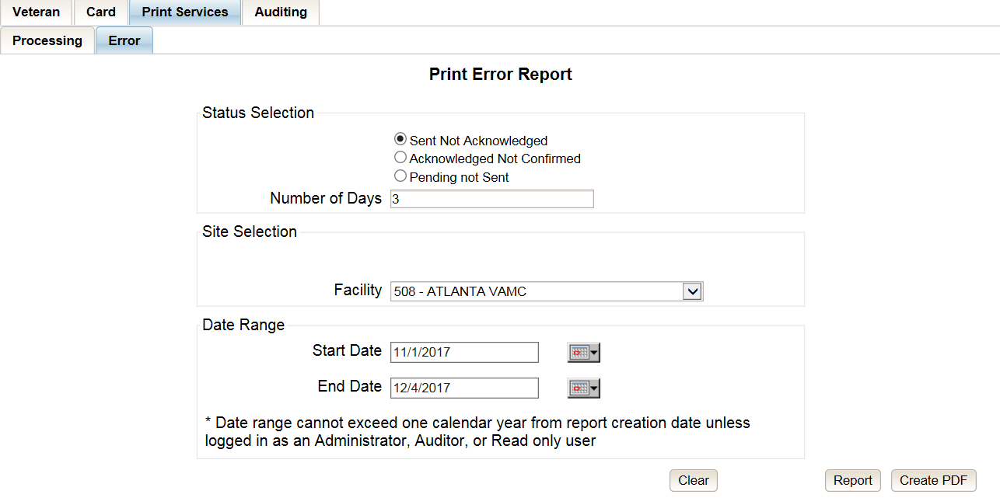 Veteran Card Print Services Auditing
Processing Error
Print Error Report
Status Selection
Sent Not Acknowledged
Acknowledged Not Confirmed
Pending not Sent
Number of Days 3
Site Selection
Facility 508 - ATLANTA VAMC
Date Range
Start Date 11/1/2017
End Date 12/4/2017
* Date range cannot exceed one calendar year from report creation date unless
logged in as an Administrator, Auditor, or Read only user
Clear Report Create PDF